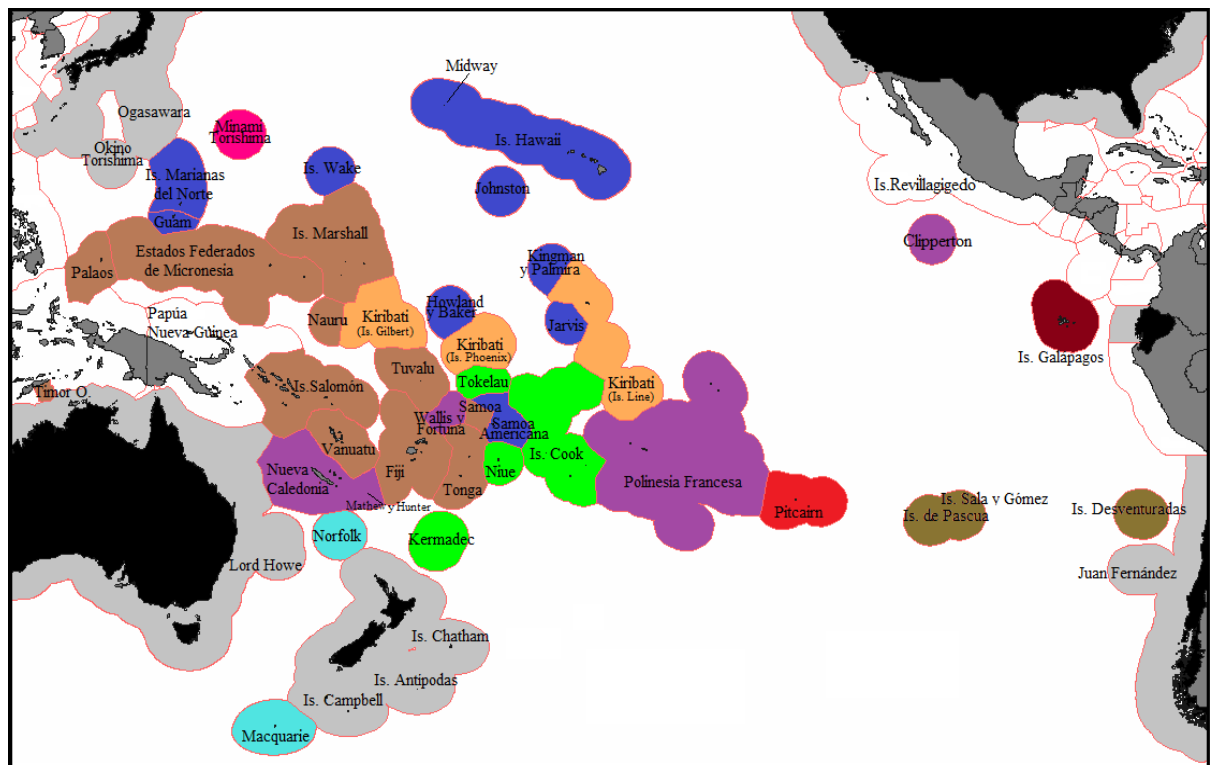 Midway
Ogasawara
Minami
Torishima
Is. Hawaii
Okino
Torishima
Is. Wake
Is. Marianas
del Norte
Johnston
Is.Revillagigedo
Guam
Is. Marshall
Clipperton
Estados Federados
de Micronesia
Palaos
Kingman
y Palmira
Howland
y Baker
Papúa
Nueva Guinea
Nauru
Kiribati
(Is. Gilbert)
Jarvis
Kiribati
(Is. Phoenix)
Is. Galápagos
Tuvalu
Tokelau
Kiribati
(Is. Line)
Timor O.
Is.Salomón
Samoa
Wallis y
Fortuna
Samoa
Americana
Vanuatu
Is. Cook
Nueva
Caledonia
Fiji
Niue
Tonga
Polinesia Francesa
Mathew y Hunter
Pitcairn
Is. Sala y Gómez
Is. de Pascua
Is. Desventuradas
Norfolk
Kermadec
Lord Howe
Juan Fernández
Is. Chatham
Is. Antipodas
Is. Campbell
Macquarie